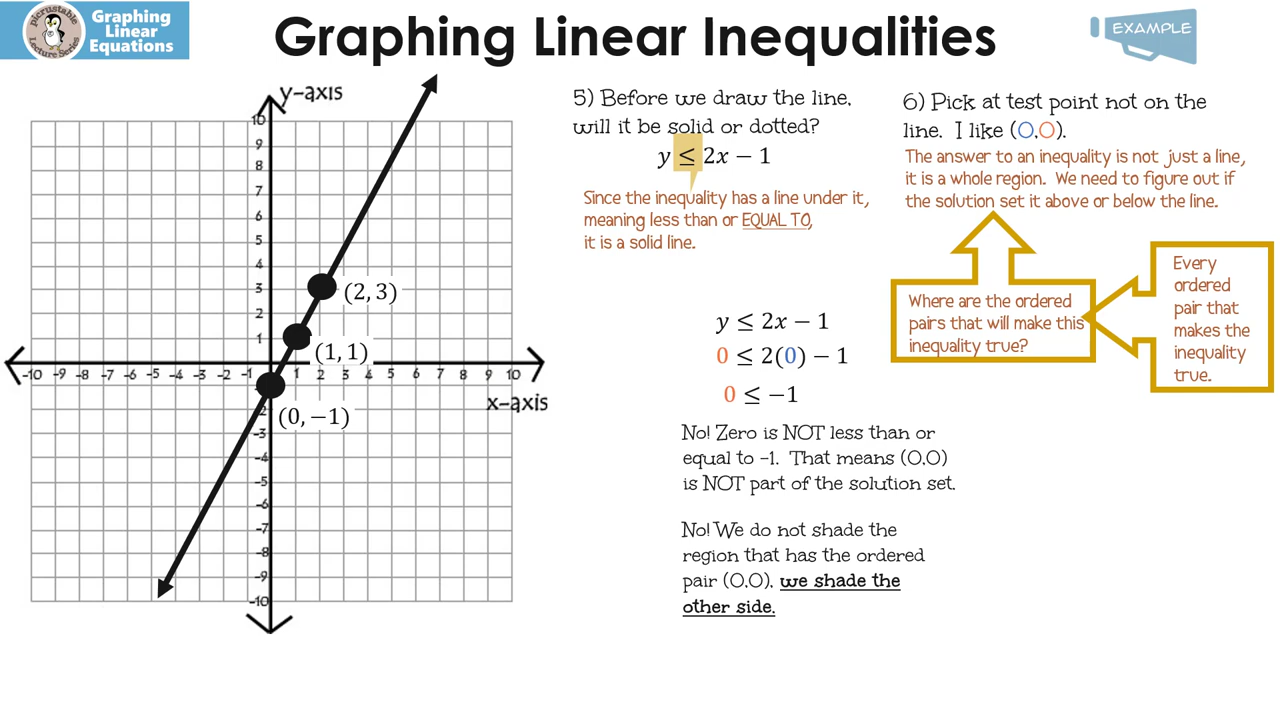 picrustable
Lecture Series
Graphing
Linear
Equations
Graphing Linear Inequalities
EXAMPLE
y-axis
10
9
8
7
6
5
4
3
2
1
-10 -9 -8 -7 -6 -5 -4 -3 -2 -1 1 2 3 4 5 6 7 8 9 10
x-axis
-3
-4
-5
-6
-7
-8
-9
-10
(2, 3)
(1, 1)
(0, −1)
5) Before we draw the line,
will it be solid or dotted?
y ≤ 2x − 1
Since the inequality has a line under it,
meaning less than or EQUAL TO,
it is a solid line.
y ≤ 2x − 1
0 ≤ 2(0) − 1
0 ≤ −1
No! Zero is NOT less than or
equal to -1. That means (0,0)
is NOT part of the solution set.
No! We do not shade the
region that has the ordered
pair (0,0), we shade the
other side.
6) Pick at test point not on the
line. I like (0,0).
The answer to an inequality is not just a line,
it is a whole region. We need to figure out if
the solution set it above or below the line.
Where are the ordered
pairs that will make this
inequality true?
Every
ordered
pair that
makes the
inequality
true.